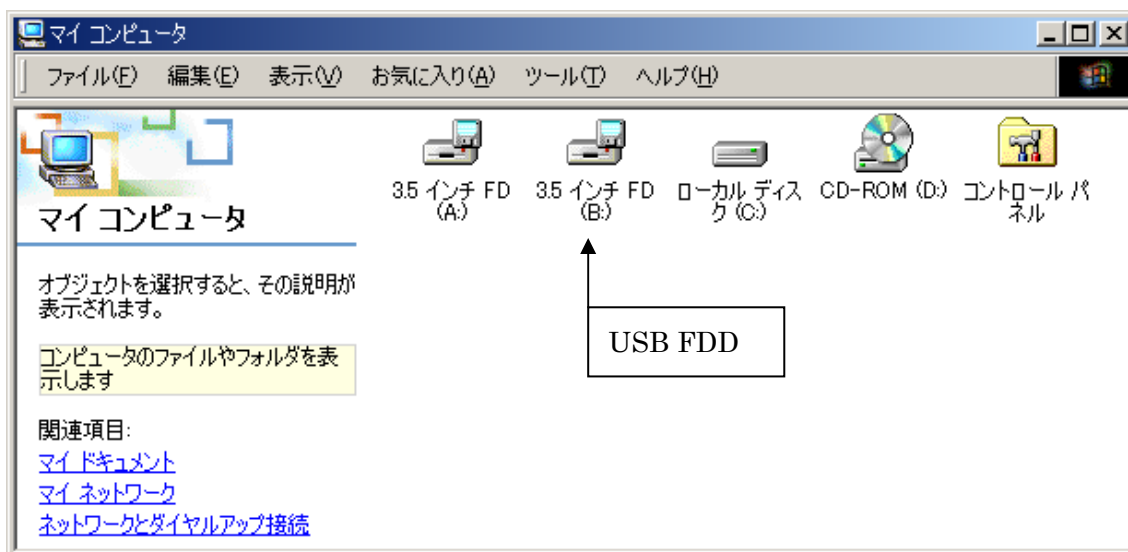 マイ コンピュータ
ファイル(F) 編集(E) 表示(V) お気に入り(A) ツール(T) ヘルプ(H)
マイ コンピュータ
オブジェクトを選択すると、その説明が
表示されます。
コンピュータのファイルやフォルダを表
示します
関連項目:
マイ ドキュメント
マイ ネットワーク
ネットワークとダイヤルアップ接続
3.5 インチ FD
(A:)
3.5 インチ FD
(B:)
ローカル ディス
ク (C:)
CD-ROM (D:)
コントロール パ
ネル
USB FDD